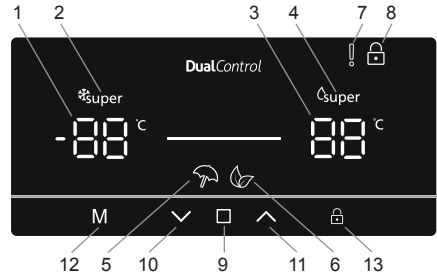 1 2 3 4 7 8
DualControl
super super
-88 °C 88 °C
M
12 5 10 9 11 6 13